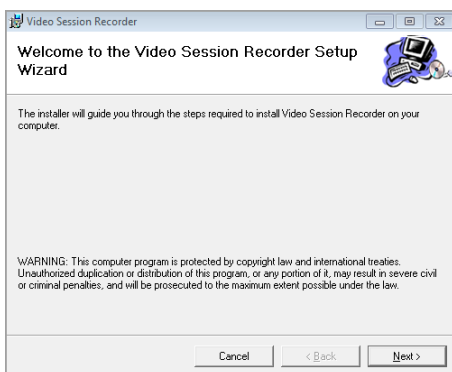 Video Session Recorder
Welcome to the Video Session Recorder Setup
Wizard
The installer will guide you through the steps required to install Video Session Recorder on your
computer.
WARNING: This computer program is protected by copyright law and international treaties.
Unauthorized duplication or distribution of this program, or any portion of it, may result in severe civil
or criminal penalties, and will be prosecuted to the maximum extent possible under the law.
Cancel
< Back
Next >